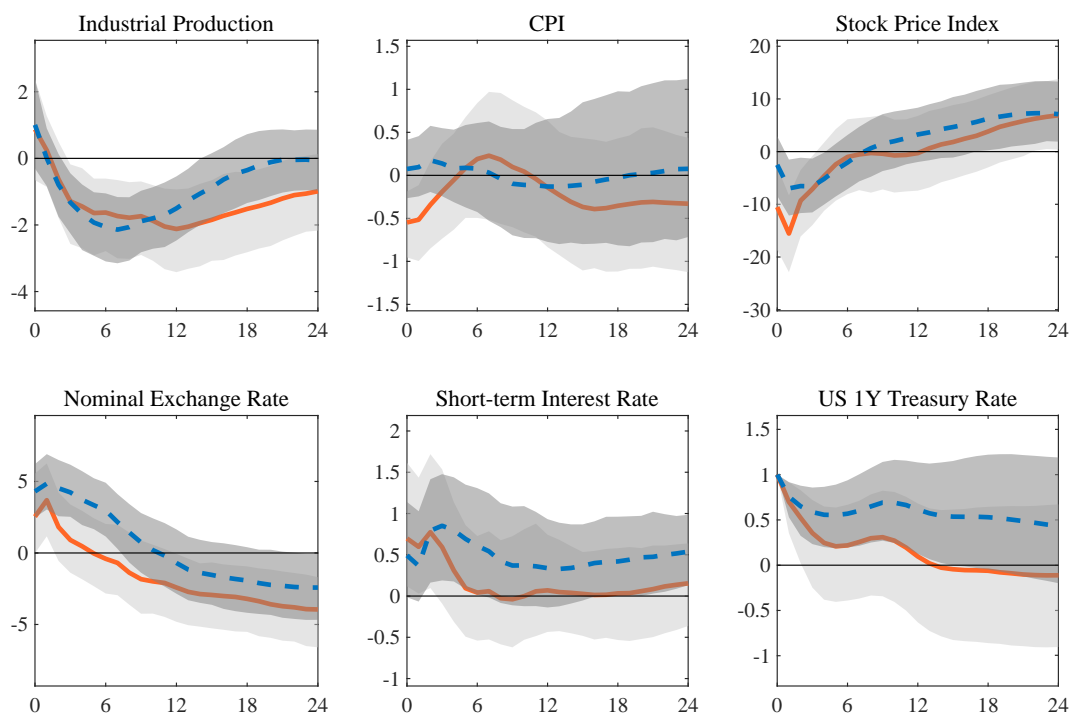 Industrial Production
CPI
Stock Price Index
2
0
-2
-4
0 6 12 18 24
1.5
1
0.5
0
-0.5
-1
-1.5
0 6 12 18 24
20
10
0
-10
-20
-30
0 6 12 18 24
Nominal Exchange Rate
Short-term Interest Rate
US 1Y Treasury Rate
5
0
-5
0 6 12 18 24
2
1.5
1
0.5
0
-0.5
-1
0 6 12 18 24
1.5
1
0.5
0
-0.5
-1
0 6 12 18 24